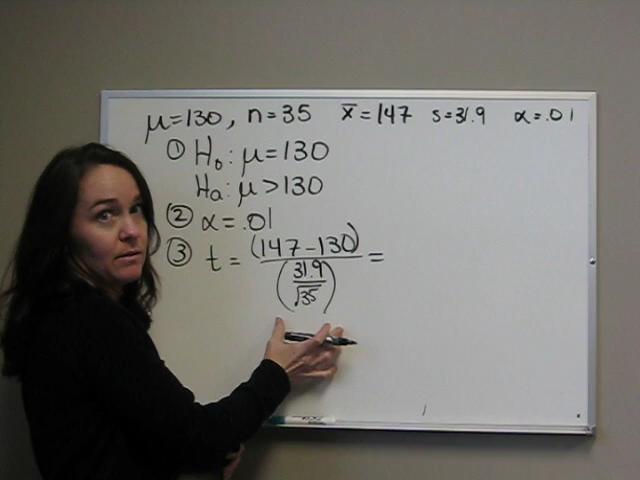 μ=130, n=35 x̄=147 s=31.9 α=.01
① H₀: μ=130
Ha: μ>130
② α=.01
③ t = (147-130) / (31.9/√35) =